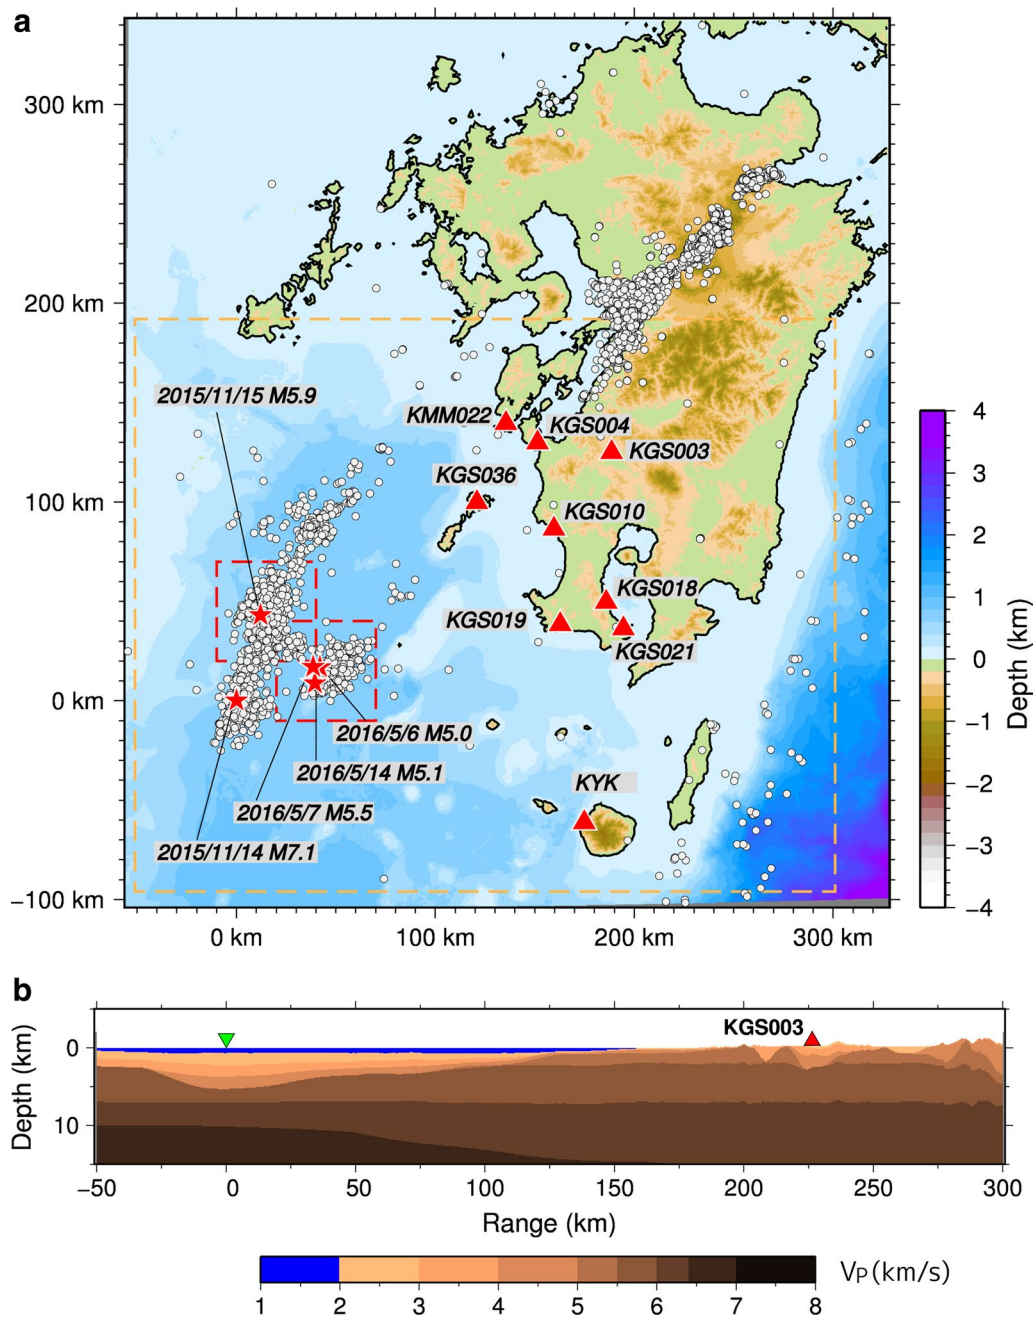 a
300 km
200 km
100 km
0 km
−100 km
0 km
100 km
200 km
300 km
2015/11/15 M5.9
KMM022
KGS004
KGS003
KGS036
KGS010
KGS018
KGS019
KGS021
2016/5/6 M5.0
2016/5/14 M5.1
KYK
2016/5/7 M5.5
2015/11/14 M7.1
4
3
2
1
0
−1
−2
−3
−4
Depth (km)
b
KGS003
0
10
Depth (km)
−50
0
50
100
150
200
250
300
Range (km)
1
2
3
4
5
6
7
8
VP(km/s)